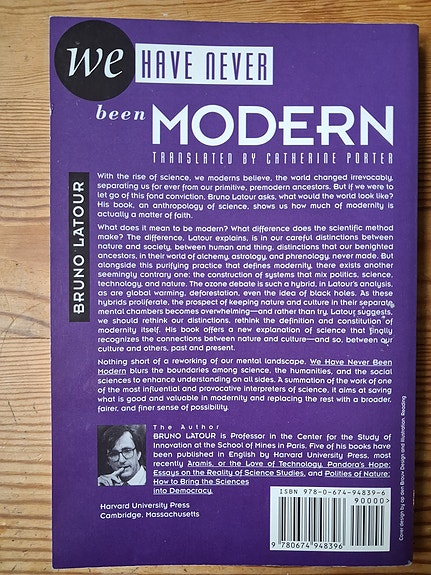 we HAVE NEVER
been MODERN
TRANSLATED BY CATHERINE PORTER
BRUNO LATOUR
With the rise of science, we moderns believe, the world changed irrevocably,
separating us for ever from our primitive, premodern ancestors. But if we were to
let go of this fond conviction, Bruno Latour asks, what would the world look like?
His book, an anthropology of science, shows us how much of modernity is
actually a matter of faith.
What does it mean to be modern? What difference does the scientific method
make? The difference, Latour explains, is in our careful distinctions between
nature and society, between human and thing, distinctions that our benighted
ancestors, in their world of alchemy, astrology, and phrenology, never made. But
alongside this purifying practice that defines modernity, there exists another
seemingly contrary one: the construction of systems that mix politics, science,
technology, and nature. The ozone debate is such a hybrid, in Latour's analysis,
as are global warming, deforestation, even the idea of black holes. As these
hybrids proliferate, the prospect of keeping nature and culture in their separate
mental chambers becomes overwhelming—and rather than try, Latour suggests,
we should rethink our distinctions, rethink the definition and constitution of
modernity itself. His book offers a new explanation of science that finally
recognizes the connections between nature and culture—and so, between our
culture and others, past and present.
Nothing short of a reworking of our mental landscape, We Have Never Been
Modern blurs the boundaries among science, the humanities, and the social
sciences to enhance understanding on all sides. A summation of the work of one
of the most influential and provocative interpreters of science, it aims at saving
what is good and valuable in modernity and replacing the rest with a broader,
fairer, and finer sense of possibility.
The Author
BRUNO LATOUR is Professor in the Center for the Study of
Innovation at the School of Mines in Paris. Five of his books have
been published in English by Harvard University Press, most
recently Aramis, or the Love of Technology, Pandora's Hope:
Essays on the Reality of Science Studies, and Politics of Nature:
How to Bring the Sciences
into Democracy.
Harvard University Press
Cambridge, Massachusetts
ISBN 978-0-674-94839-6
90000>
9 780674 948396
Cover design by op den Brouw Design and Illustration, Reading